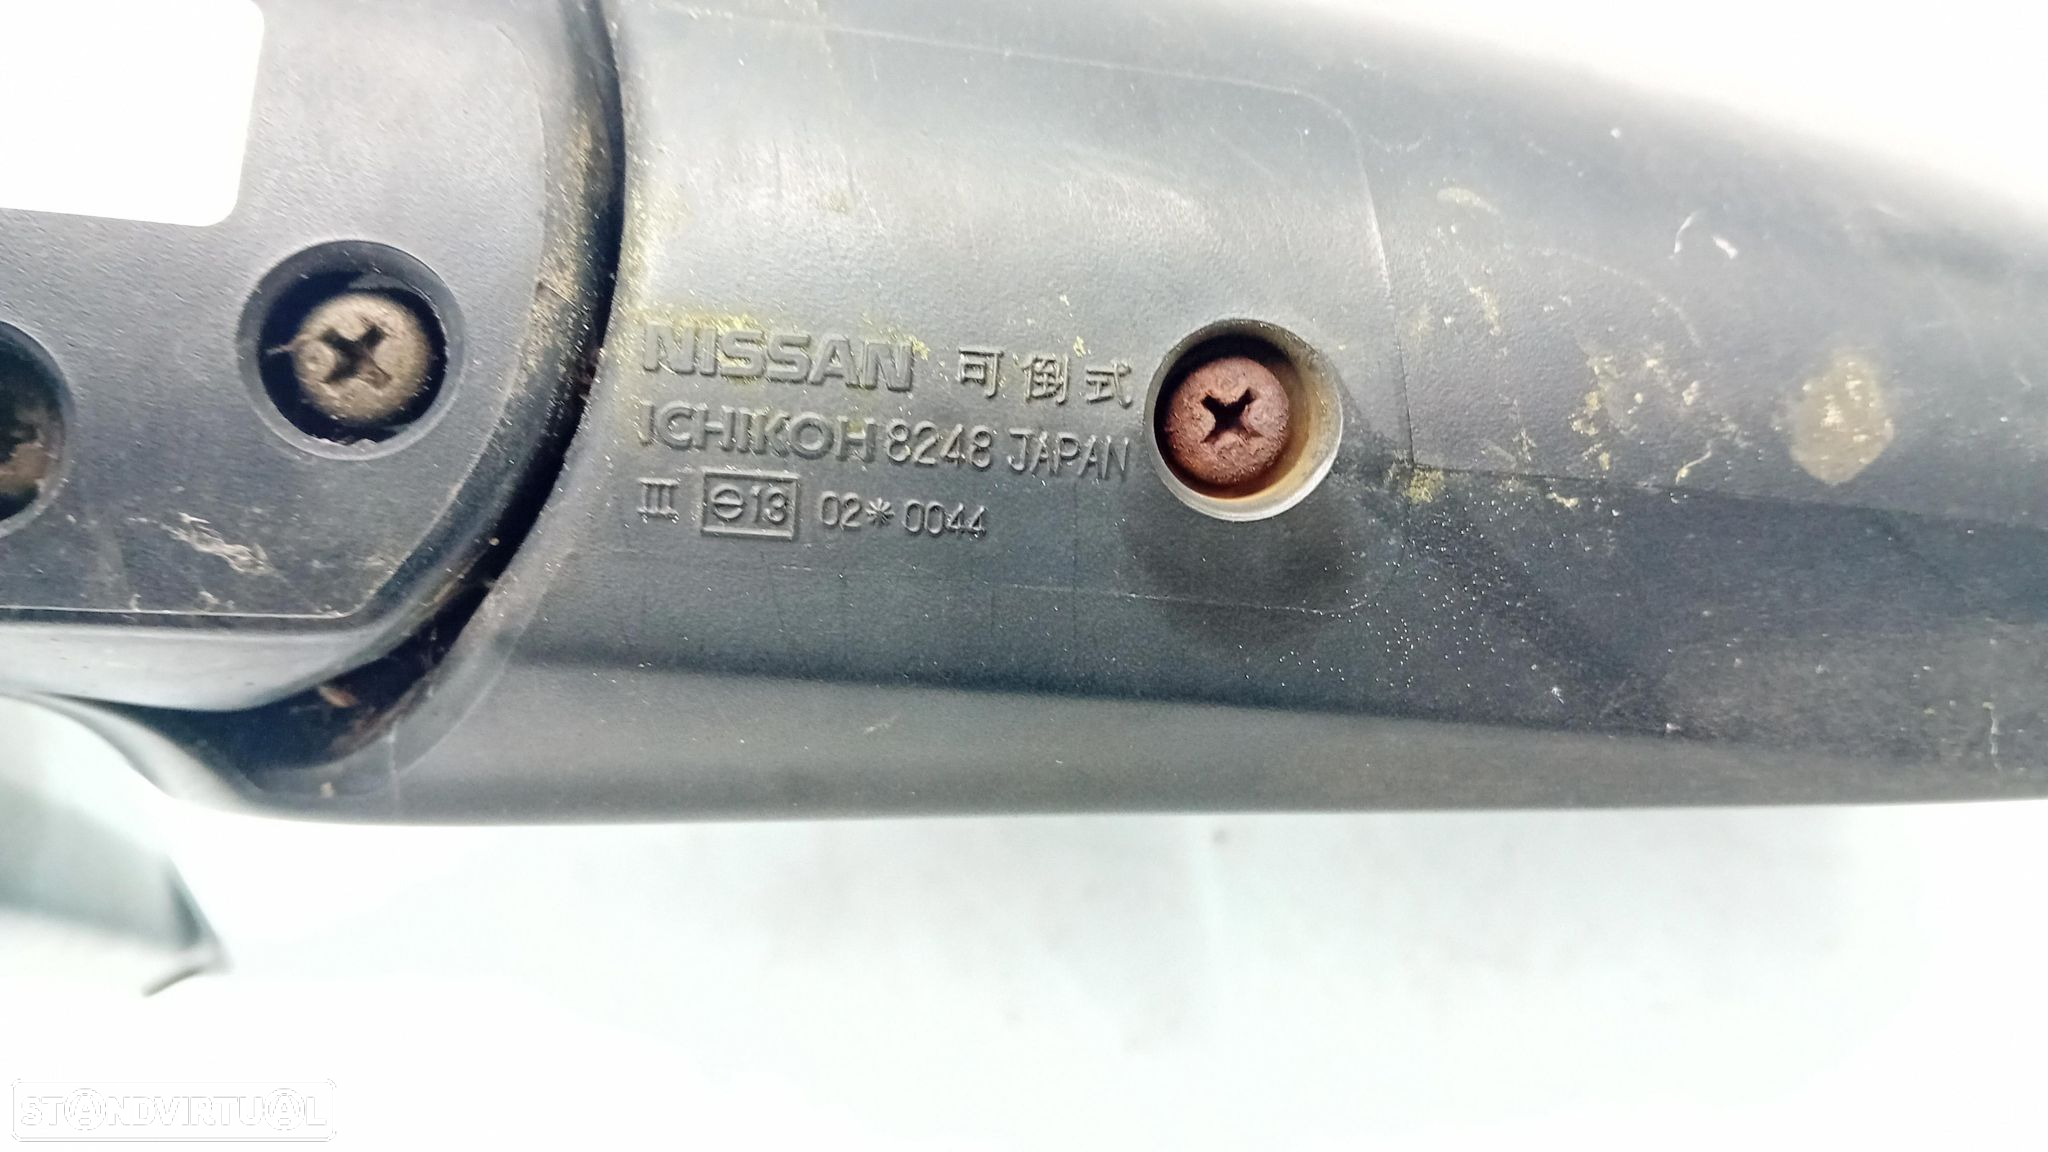 NISSAN 可倒式
ICHIKOH 8248 JAPAN
III e13 02* 0044
STANDVIRTUAL